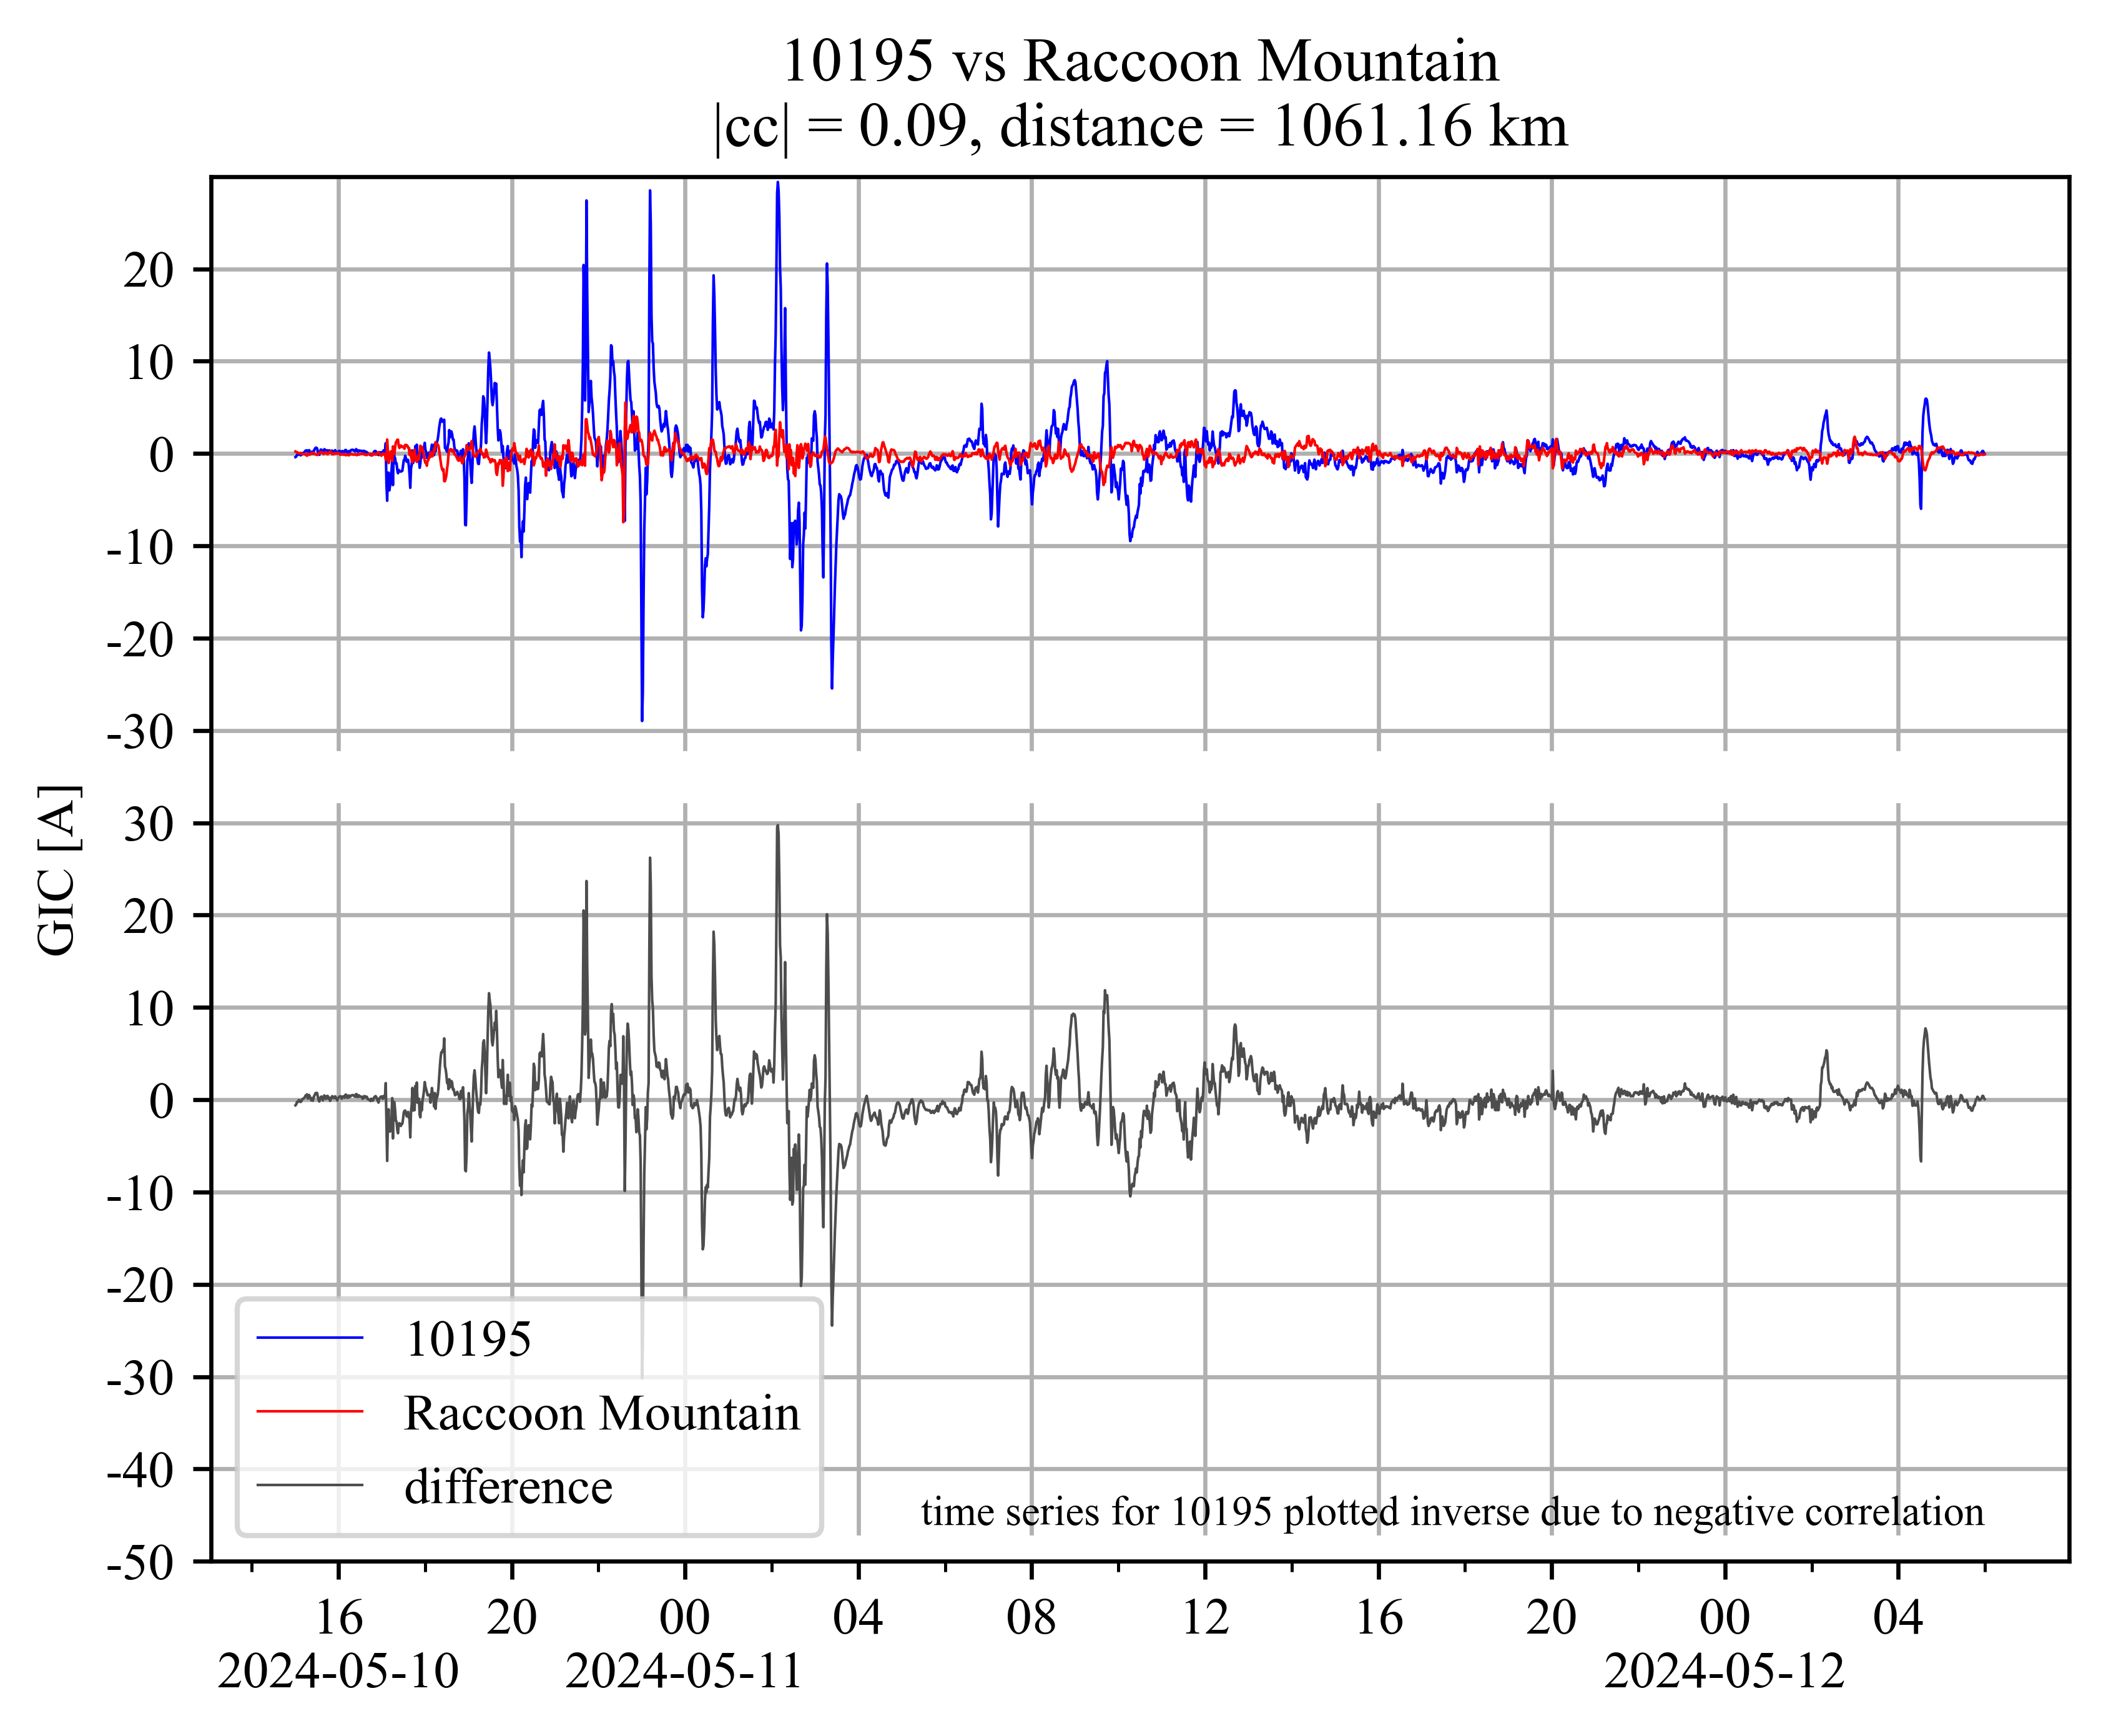 10195 vs Raccoon Mountain
|cc| = 0.09, distance = 1061.16 km
GIC [A]
20
10
0
-10
-20
-30
30
20
10
0
-10
-20
-30
-40
-50
10195
Raccoon Mountain
difference
time series for 10195 plotted inverse due to negative correlation
16 20 00 04 08 12 16 20 00 04
2024-05-10 2024-05-11 2024-05-12